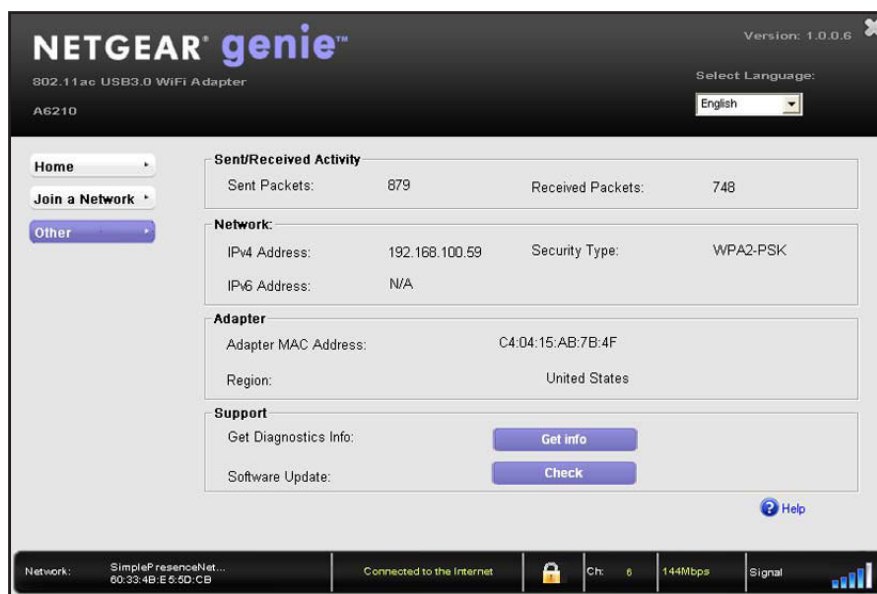 NETGEAR® genie™
Version: 1.0.0.6
802.11ac USB3.0 WiFi Adapter
Select Language:
A6210
English
Home
Join a Network
Other
Sent/Received Activity
Sent Packets: 879 Received Packets: 748
Network:
IPv4 Address: 192.168.100.59 Security Type: WPA2-PSK
IPv6 Address: N/A
Adapter
Adapter MAC Address: C4:04:15:AB:7B:4F
Region: United States
Support
Get Diagnostics Info: Get info
Software Update: Check
Help
Network: SimplePresenceNet... Connected to the Internet Ch: 6 144Mbps Signal
60:33:4B:E5:5D:CB